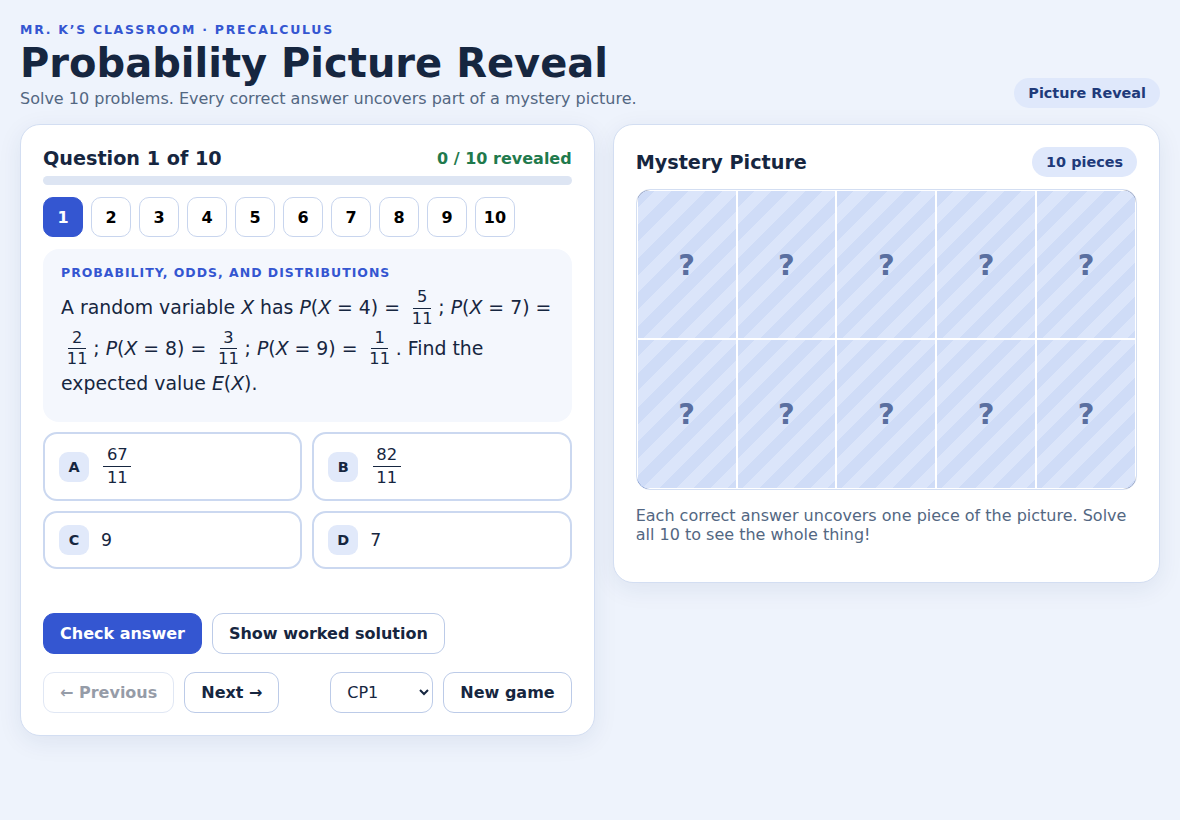 MR. K’S CLASSROOM · PRECALCULUS
Probability Picture Reveal
Solve 10 problems. Every correct answer uncovers part of a mystery picture.
Picture Reveal
Question 1 of 10
0 / 10 revealed
1 2 3 4 5 6 7 8 9 10
PROBABILITY, ODDS, AND DISTRIBUTIONS
A random variable X has P(X = 4) = 5/11 ; P(X = 7) =
2/11 ; P(X = 8) = 3/11 ; P(X = 9) = 1/11 . Find the
expected value E(X).
A 67/11
B 82/11
C 9
D 7
Check answer
Show worked solution
← Previous
Next →
CP1
New game
Mystery Picture
10 pieces
? ? ? ? ?
? ? ? ? ?
Each correct answer uncovers one piece of the picture. Solve
all 10 to see the whole thing!